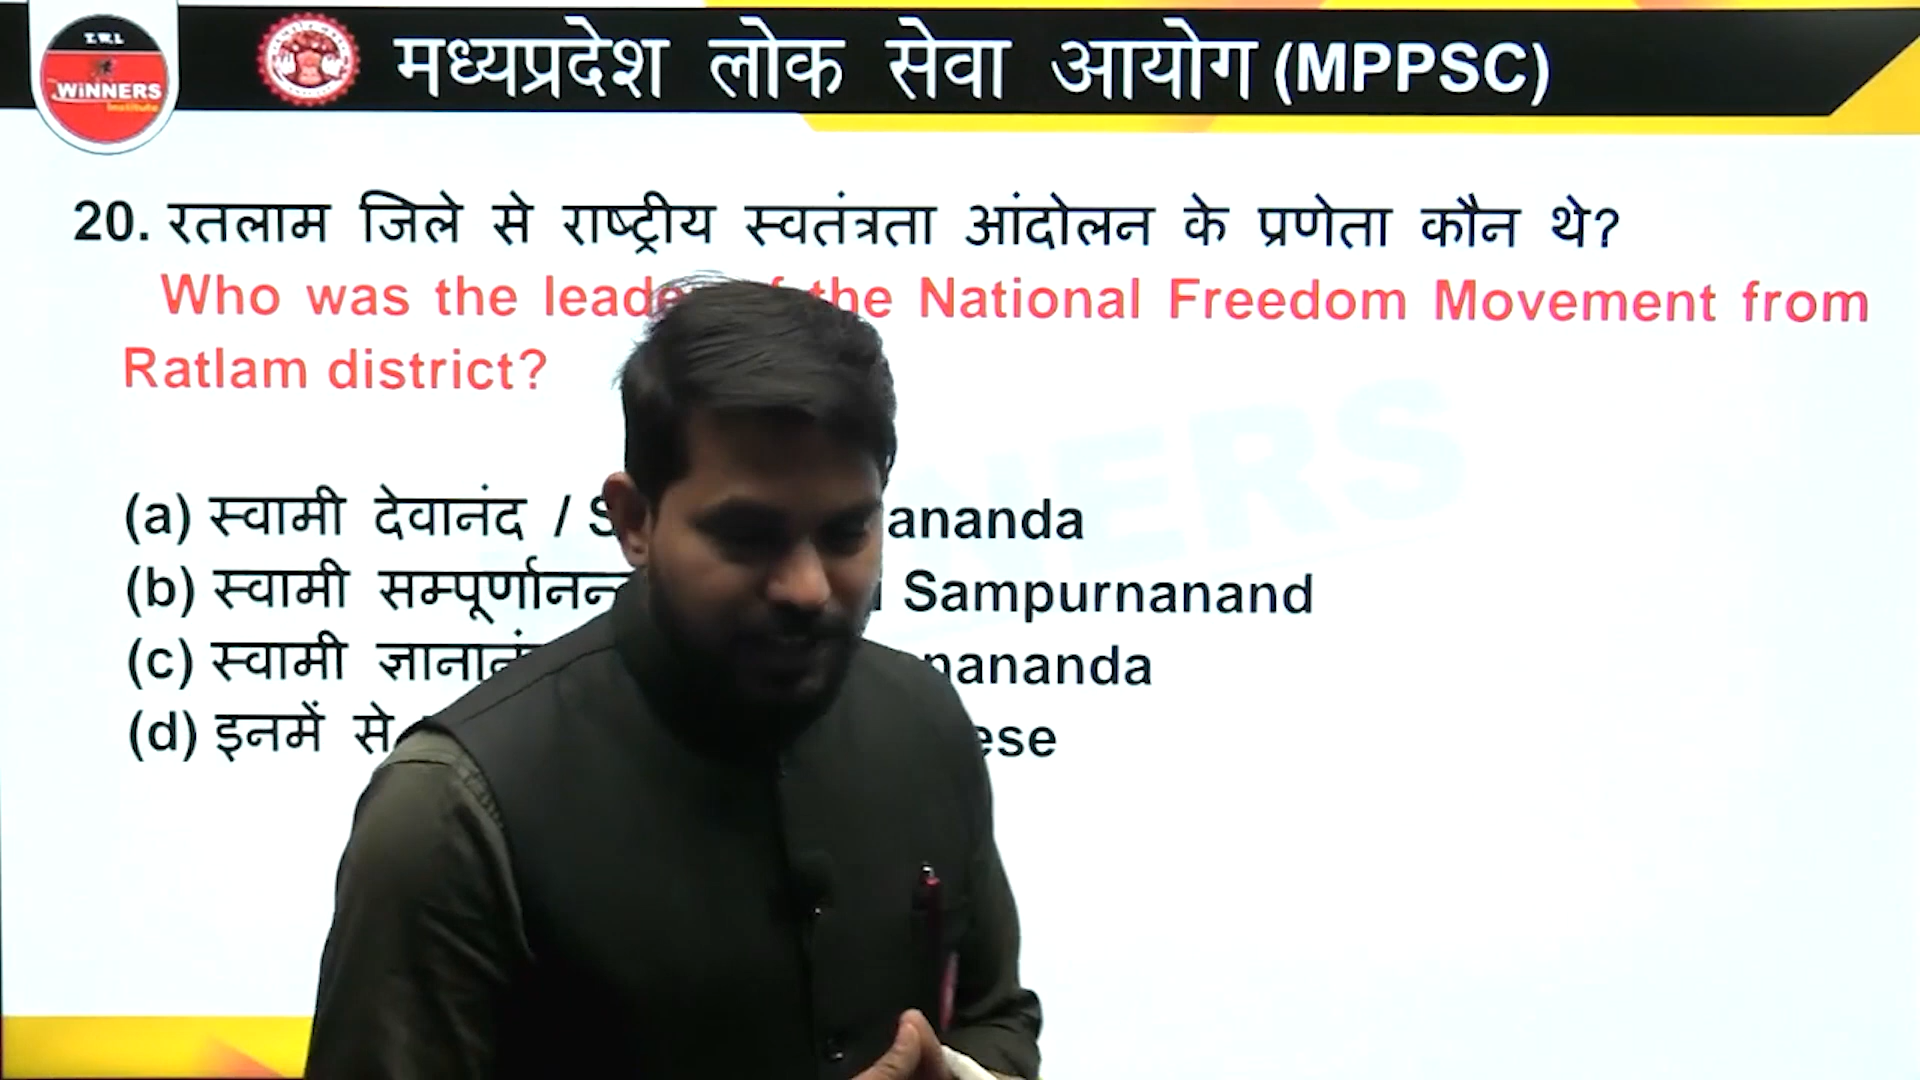 T.W.I.
WiNNERS
Institute
मध्यप्रदेश लोक सेवा आयोग (MPPSC)
20. रतलाम जिले से राष्ट्रीय स्वतंत्रता आंदोलन के प्रणेता कौन थे?
Who was the leade the National Freedom Movement from
Ratlam district?
(a) स्वामी देवानंद / S ananda
(b) स्वामी सम्पूर्णानन् Sampurnanand
(c) स्वामी ज्ञानानं nananda
(d) इनमें से ese